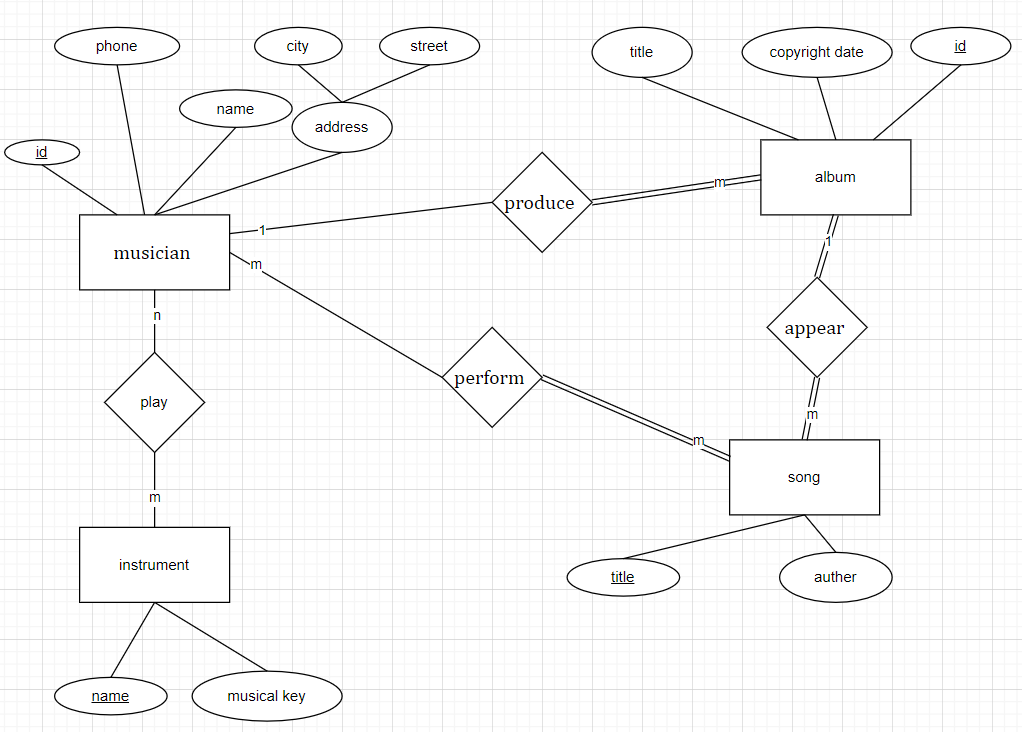 phone
city
street
title
copyright date
id
name
address
id
produce
m
album
musician
1
m
1
n
appear
perform
play
m
m
m
song
instrument
title
auther
name
musical key